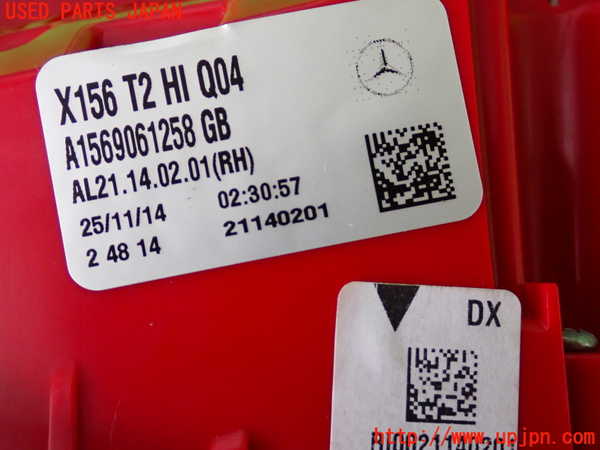 USED PARTS JAPAN
X156 T2 HI Q04
A1569061258 GB
AL21.14.02.01(RH)
25/11/14 02:30:57
2 48 14 21140201
DX
http://www.upjpn.com/